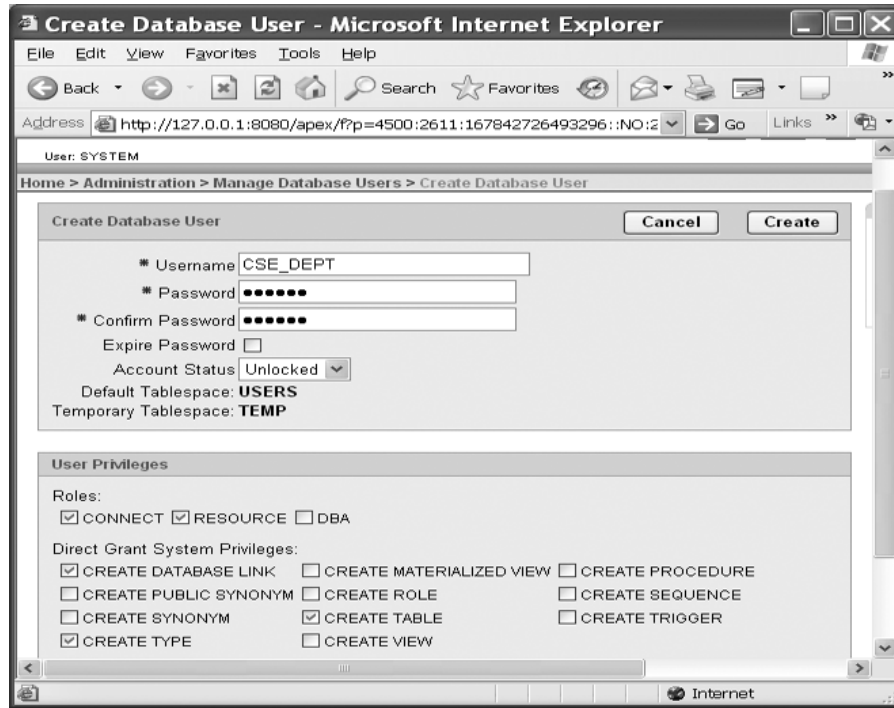 Create Database User - Microsoft Internet Explorer
File Edit View Favorites Tools Help
Back Search Favorites
Address http://127.0.0.1:8080/apex/f?p=4500:2611:167842726493296::NO:2 Go Links »
User: SYSTEM
Home > Administration > Manage Database Users > Create Database User
Create Database User Cancel Create
* Username CSE_DEPT
* Password ••••••
* Confirm Password ••••••
Expire Password
Account Status Unlocked
Default Tablespace: USERS
Temporary Tablespace: TEMP
User Privileges
Roles:
CONNECT RESOURCE DBA
Direct Grant System Privileges:
CREATE DATABASE LINK CREATE MATERIALIZED VIEW CREATE PROCEDURE
CREATE PUBLIC SYNONYM CREATE ROLE CREATE SEQUENCE
CREATE SYNONYM CREATE TABLE CREATE TRIGGER
CREATE TYPE CREATE VIEW
Internet